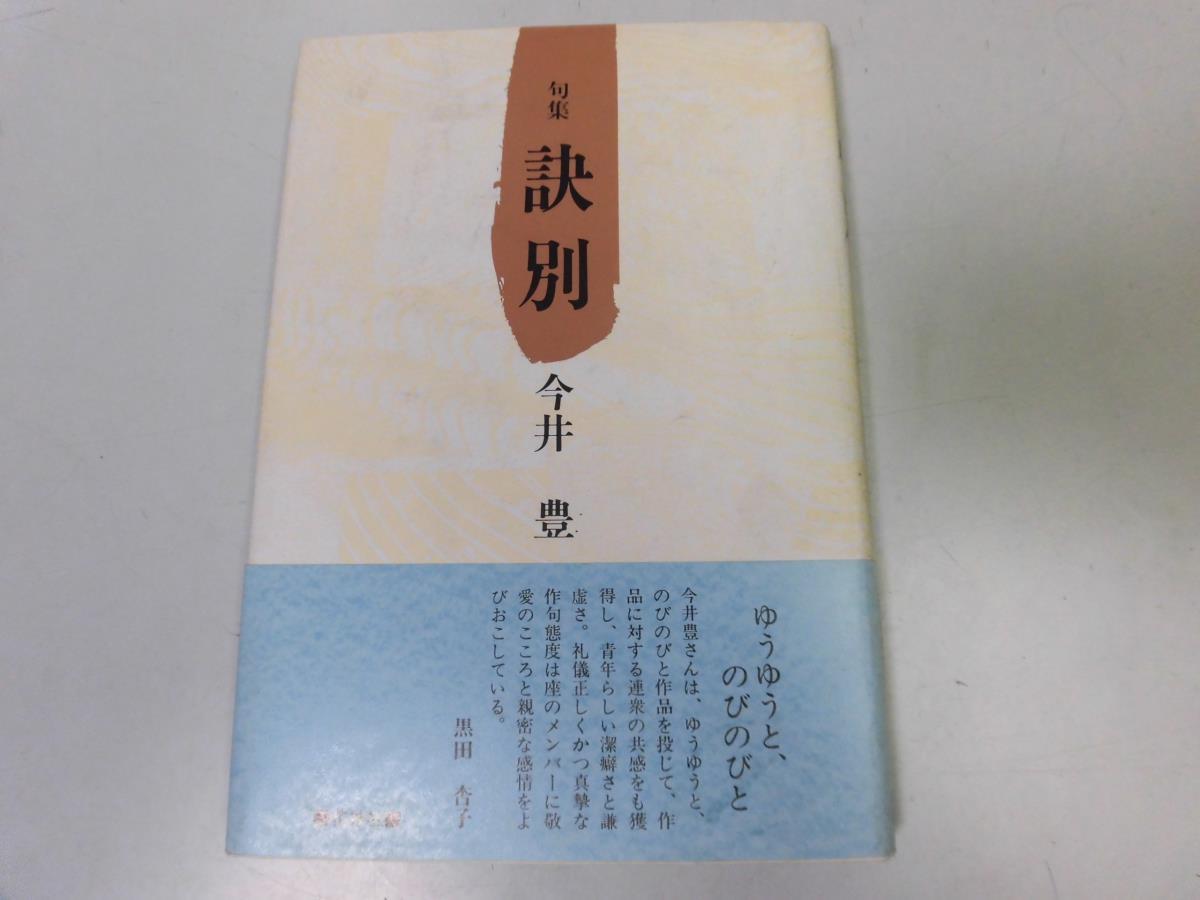 句集
訣別
今井 豊
ゆうゆうと、
のびのびと
今井豊さんは、ゆうゆうと、
のびのびと作品を投じて、作
品に対する連衆の共感をも獲
得し、青年らしい潔癖さと謙
虚さ。礼儀正しくかつ真摯な
作句態度は座のメンバーに敬
愛のこころと親密な感情をよ
びおこしている。
黒田 杏子